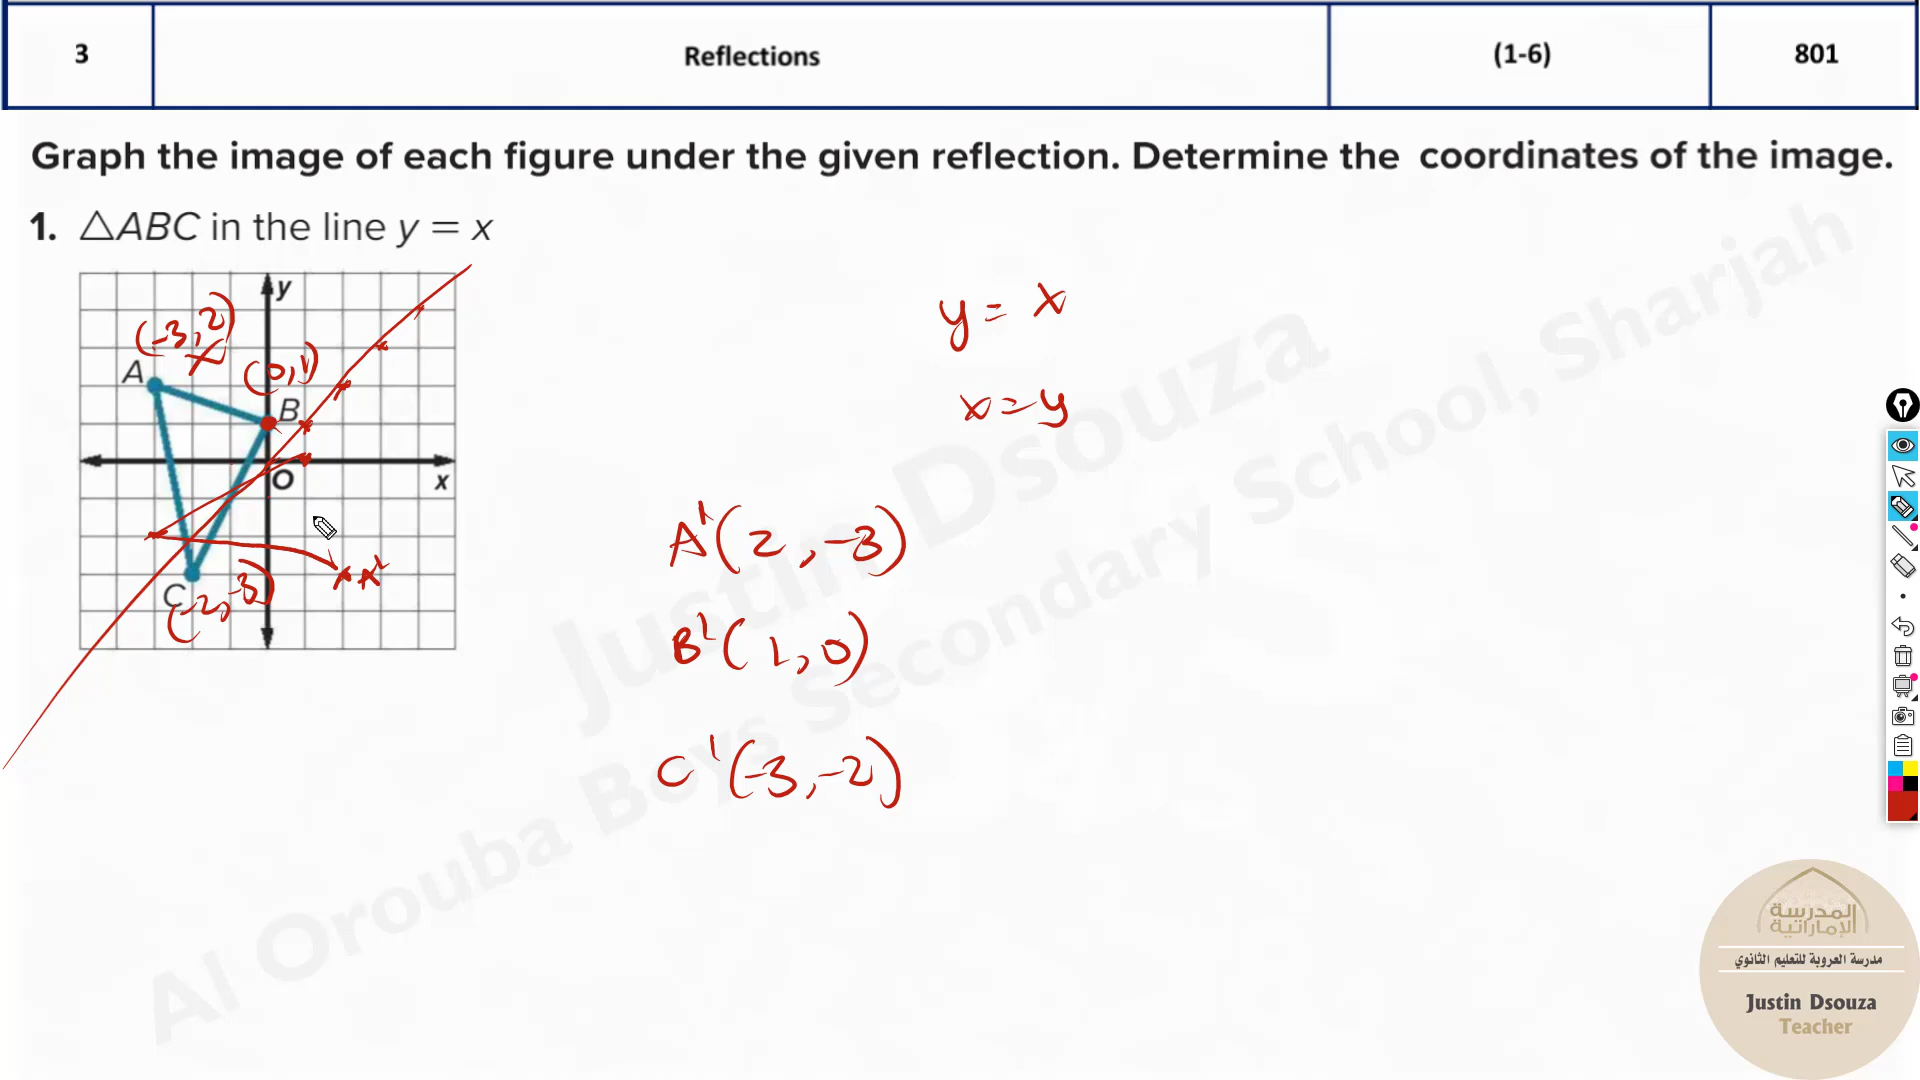 3 Reflections (1-6) 801
Graph the image of each figure under the given reflection. Determine the coordinates of the image.
1. △ABC in the line y = x
y
(-3, 2)
A
(0, 1)
B
O
x
C
(-2, -3)
A'
y = x
x = y
A'(2, -3)
B'(1, 0)
C'(-3, -2)
Justin Dsouza
Al Orouba Boys Secondary School, Sharjah
المدرسة
الإماراتية
مدرسة العروبة للتعليم الثانوي
Justin Dsouza
Teacher